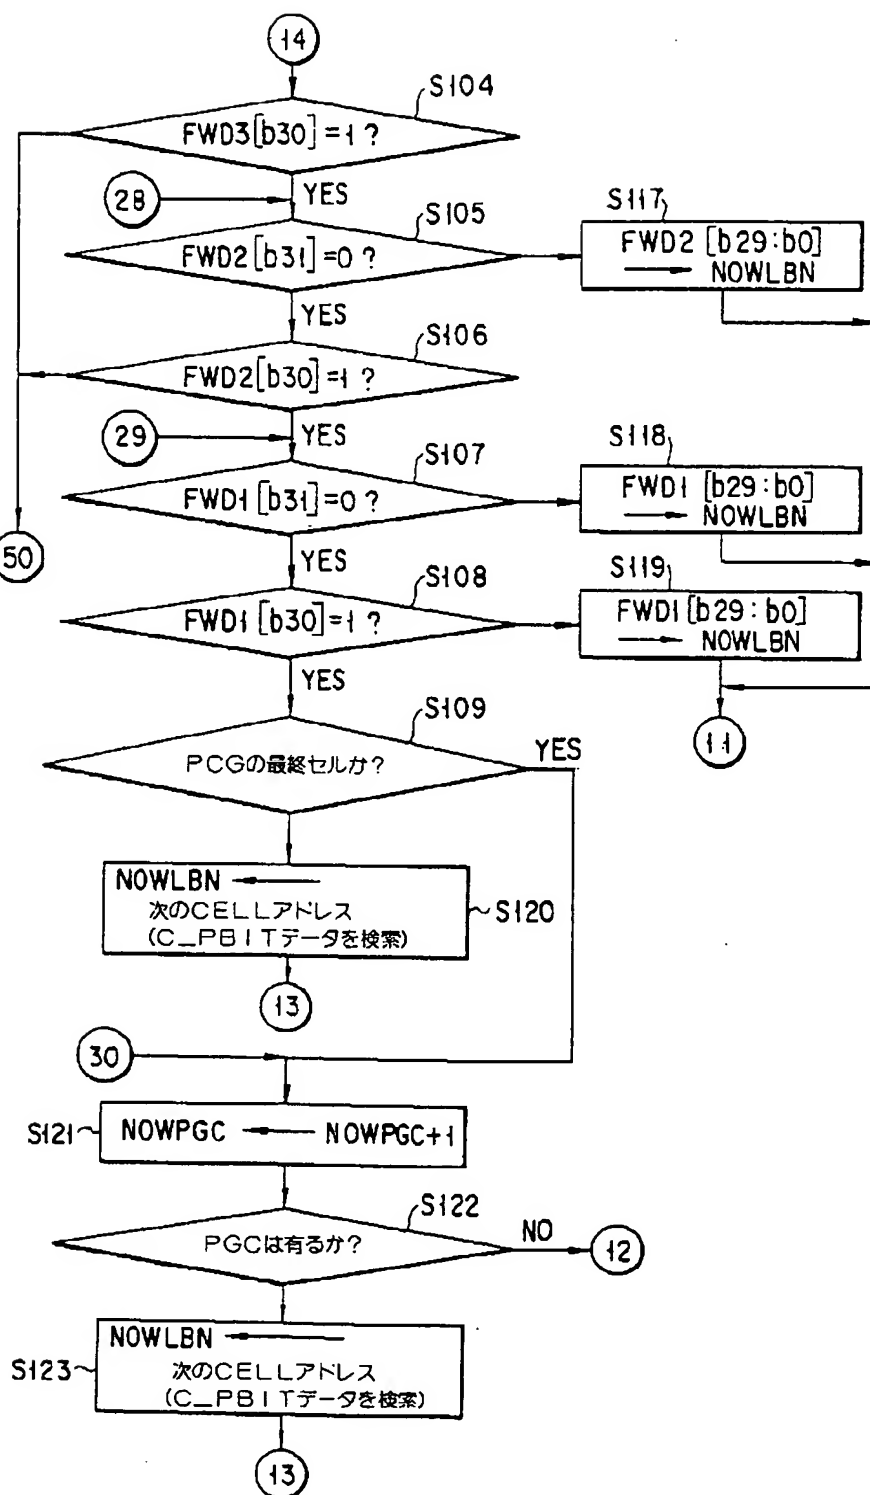 14
S104
FWD3[b30]=1?
28
YES
S105
FWD2[b31]=0?
S117
FWD2 [b29:b0]
→ NOWLBN
YES
S106
FWD2[b30]=1?
29
YES
S107
FWD1[b31]=0?
S118
FWD1 [b29:b0]
→ NOWLBN
50
YES
S108
FWD1[b30]=1?
S119
FWD1[b29:b0]
→ NOWLBN
YES
S109
PCGの最終セルか?
YES
11
NOWLBN ←
次のCELLアドレス
(C_PBITデータを検索)
S120
13
30
S121
NOWPGC ← NOWPGC+1
S122
PGCは有るか?
NO
12
NOWLBN ←
S123
次のCELLアドレス
(C_PBITデータを検索)
13